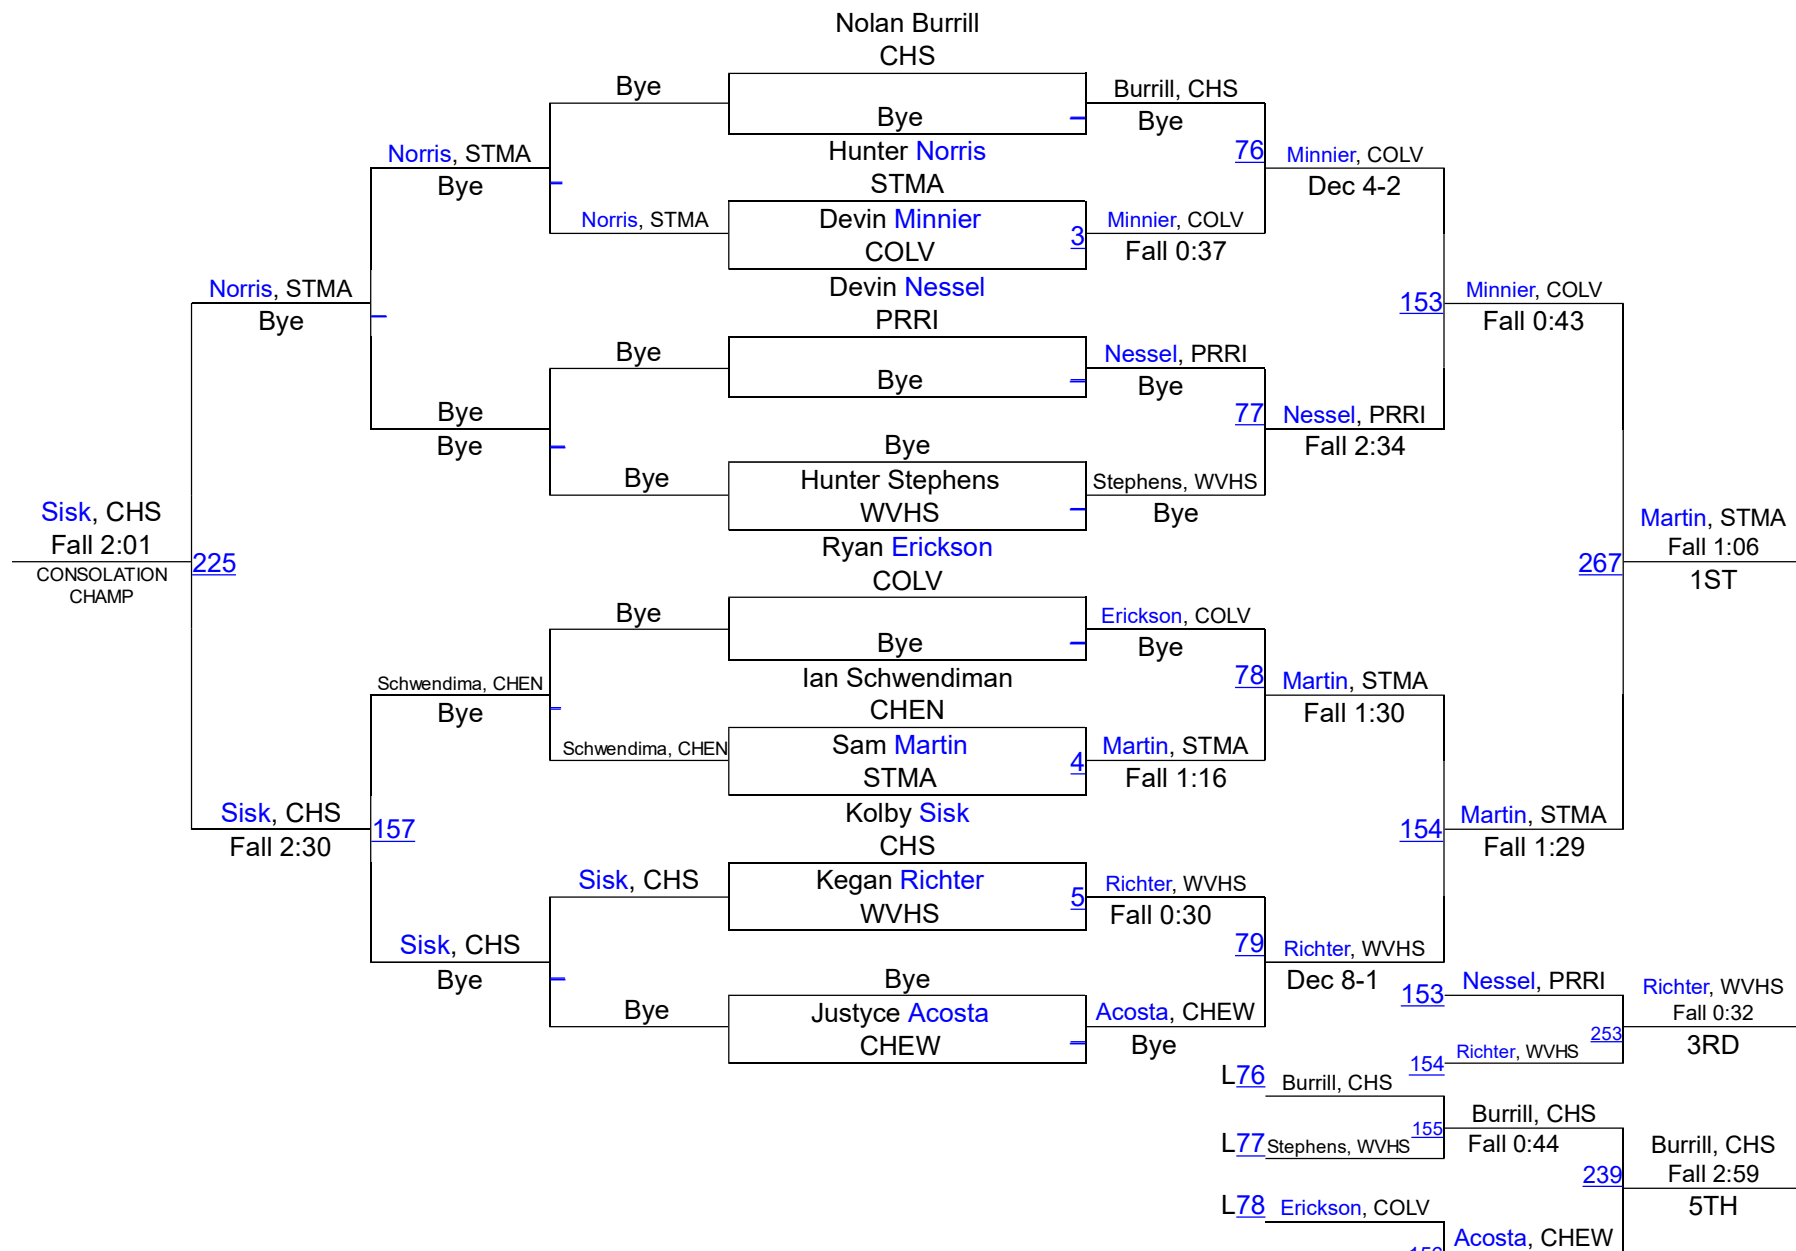 Nolan Burrill
CHS
Bye
Burrill, CHS
Bye
Bye
Hunter Norris
76
Norris, STMA
Minnier, COLV
Bye
STMA
Dec 4-2
Norris, STMA
Devin Minnier
3
Minnier, COLV
COLV
Fall 0:37
Norris, STMA
Devin Nessel
153
Minnier, COLV
Bye
PRRI
Fall 0:43
Bye
Nessel, PRRI
Bye
Bye
Bye
77
Nessel, PRRI
Bye
Bye
Fall 2:34
Bye
Hunter Stephens
Stephens, WVHS
WVHS
Bye
Sisk, CHS
Martin, STMA
Fall 2:01
Ryan Erickson
Fall 1:06
225
267
CONSOLATION
CHAMP
COLV
1ST
Bye
Erickson, COLV
Bye
Bye
Schwendima, CHEN
Ian Schwendiman
78
Martin, STMA
Bye
CHEN
Fall 1:30
Schwendima, CHEN
Sam Martin
4
Martin, STMA
STMA
Fall 1:16
Sisk, CHS
Kolby Sisk
Martin, STMA
157
154
Fall 2:30
CHS
Fall 1:29
Sisk, CHS
Kegan Richter
5
Richter, WVHS
WVHS
Fall 0:30
Sisk, CHS
79
Richter, WVHS
Bye
Bye
Dec 8-1
153
Nessel, PRRI
Richter, WVHS
Bye
Justyce Acosta
Acosta, CHEW
Fall 0:32
CHEW
Bye
253
3RD
154
Richter, WVHS
L76
Burrill, CHS
Burrill, CHS
L77
Stephens, WVHS
155
Fall 0:44
Burrill, CHS
239
Fall 2:59
L78
Erickson, COLV
5TH
Acosta, CHEW